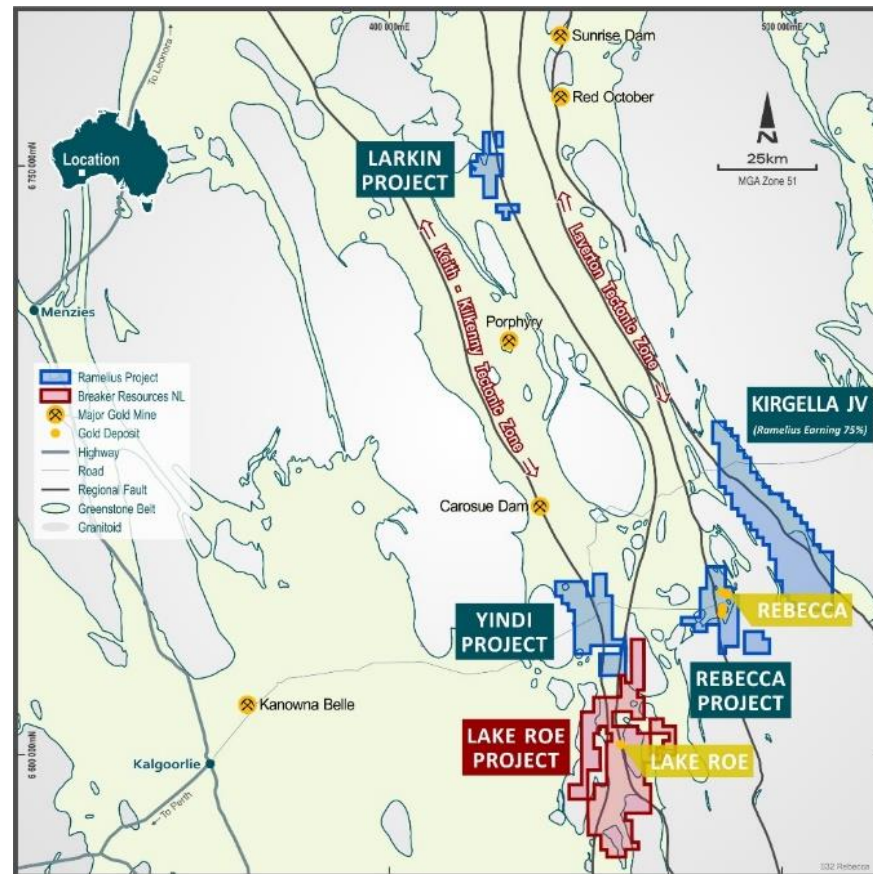 400 000mE
500 000mE
To Leonora
Sunrise Dam
Red October
Location
LARKIN
PROJECT
N
25km
MGA Zone 51
6 750 000mN
Keith - Kilkenny Tectonic Zone
Laverton Tectonic Zone
Menzies
Porphyry
Ramelius Project
Breaker Resources NL
Major Gold Mine
Gold Deposit
Highway
Road
Regional Fault
Greenstone Belt
Granitoid
KIRGELLA JV
(Ramelius Earning 75%)
Carosue Dam
YINDI
PROJECT
REBECCA
REBECCA
PROJECT
Kanowna Belle
LAKE ROE
PROJECT
LAKE ROE
6 600 000mN
Kalgoorlie
To Perth
532 Rebecca